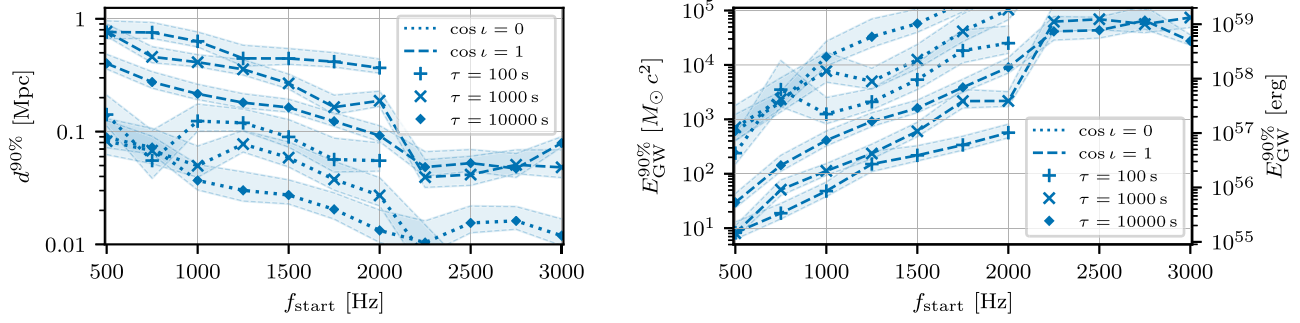 1
0.1
0.01
d^{90%} [Mpc]
500 1000 1500 2000 2500 3000
f_start [Hz]
cos ι = 0
cos ι = 1
τ = 100 s
τ = 1000 s
τ = 10000 s
10^5
10^4
10^3
10^2
10^1
E_GW^{90%} [M_⊙ c^2]
500 1000 1500 2000 2500 3000
f_start [Hz]
cos ι = 0
cos ι = 1
τ = 100 s
τ = 1000 s
τ = 10000 s
10^59
10^58
10^57
10^56
10^55
E_GW^{90%} [erg]